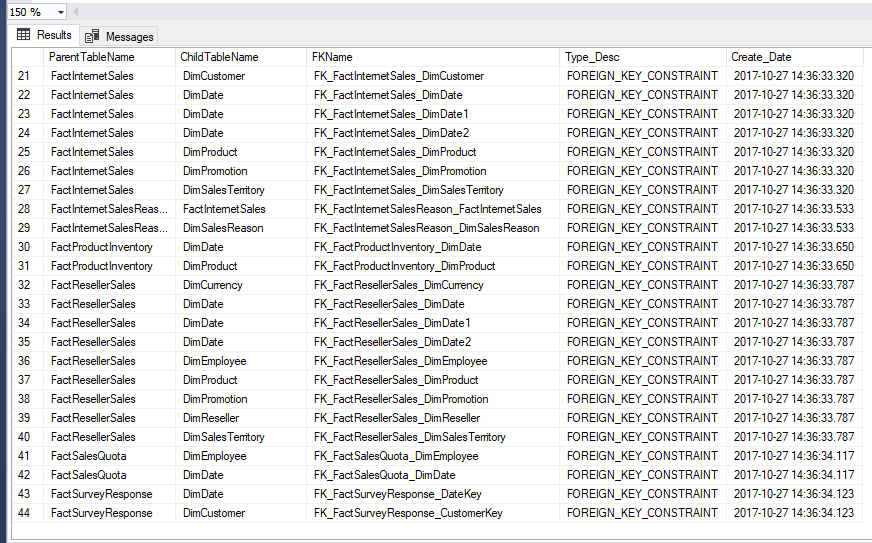 150 %
Results Messages
ParentTableName ChildTableName FKName Type_Desc Create_Date
21 FactInternetSales DimCustomer FK_FactInternetSales_DimCustomer FOREIGN_KEY_CONSTRAINT 2017-10-27 14:36:33.320
22 FactInternetSales DimDate FK_FactInternetSales_DimDate FOREIGN_KEY_CONSTRAINT 2017-10-27 14:36:33.320
23 FactInternetSales DimDate FK_FactInternetSales_DimDate1 FOREIGN_KEY_CONSTRAINT 2017-10-27 14:36:33.320
24 FactInternetSales DimDate FK_FactInternetSales_DimDate2 FOREIGN_KEY_CONSTRAINT 2017-10-27 14:36:33.320
25 FactInternetSales DimProduct FK_FactInternetSales_DimProduct FOREIGN_KEY_CONSTRAINT 2017-10-27 14:36:33.320
26 FactInternetSales DimPromotion FK_FactInternetSales_DimPromotion FOREIGN_KEY_CONSTRAINT 2017-10-27 14:36:33.320
27 FactInternetSales DimSalesTerritory FK_FactInternetSales_DimSalesTerritory FOREIGN_KEY_CONSTRAINT 2017-10-27 14:36:33.320
28 FactInternetSalesReas... FactInternetSales FK_FactInternetSalesReason_FactInternetSales FOREIGN_KEY_CONSTRAINT 2017-10-27 14:36:33.533
29 FactInternetSalesReas... DimSalesReason FK_FactInternetSalesReason_DimSalesReason FOREIGN_KEY_CONSTRAINT 2017-10-27 14:36:33.533
30 FactProductInventory DimDate FK_FactProductInventory_DimDate FOREIGN_KEY_CONSTRAINT 2017-10-27 14:36:33.650
31 FactProductInventory DimProduct FK_FactProductInventory_DimProduct FOREIGN_KEY_CONSTRAINT 2017-10-27 14:36:33.650
32 FactResellerSales DimCurrency FK_FactResellerSales_DimCurrency FOREIGN_KEY_CONSTRAINT 2017-10-27 14:36:33.787
33 FactResellerSales DimDate FK_FactResellerSales_DimDate FOREIGN_KEY_CONSTRAINT 2017-10-27 14:36:33.787
34 FactResellerSales DimDate FK_FactResellerSales_DimDate1 FOREIGN_KEY_CONSTRAINT 2017-10-27 14:36:33.787
35 FactResellerSales DimDate FK_FactResellerSales_DimDate2 FOREIGN_KEY_CONSTRAINT 2017-10-27 14:36:33.787
36 FactResellerSales DimEmployee FK_FactResellerSales_DimEmployee FOREIGN_KEY_CONSTRAINT 2017-10-27 14:36:33.787
37 FactResellerSales DimProduct FK_FactResellerSales_DimProduct FOREIGN_KEY_CONSTRAINT 2017-10-27 14:36:33.787
38 FactResellerSales DimPromotion FK_FactResellerSales_DimPromotion FOREIGN_KEY_CONSTRAINT 2017-10-27 14:36:33.787
39 FactResellerSales DimReseller FK_FactResellerSales_DimReseller FOREIGN_KEY_CONSTRAINT 2017-10-27 14:36:33.787
40 FactResellerSales DimSalesTerritory FK_FactResellerSales_DimSalesTerritory FOREIGN_KEY_CONSTRAINT 2017-10-27 14:36:33.787
41 FactSalesQuota DimEmployee FK_FactSalesQuota_DimEmployee FOREIGN_KEY_CONSTRAINT 2017-10-27 14:36:34.117
42 FactSalesQuota DimDate FK_FactSalesQuota_DimDate FOREIGN_KEY_CONSTRAINT 2017-10-27 14:36:34.117
43 FactSurveyResponse DimDate FK_FactSurveyResponse_DateKey FOREIGN_KEY_CONSTRAINT 2017-10-27 14:36:34.123
44 FactSurveyResponse DimCustomer FK_FactSurveyResponse_CustomerKey FOREIGN_KEY_CONSTRAINT 2017-10-27 14:36:34.123